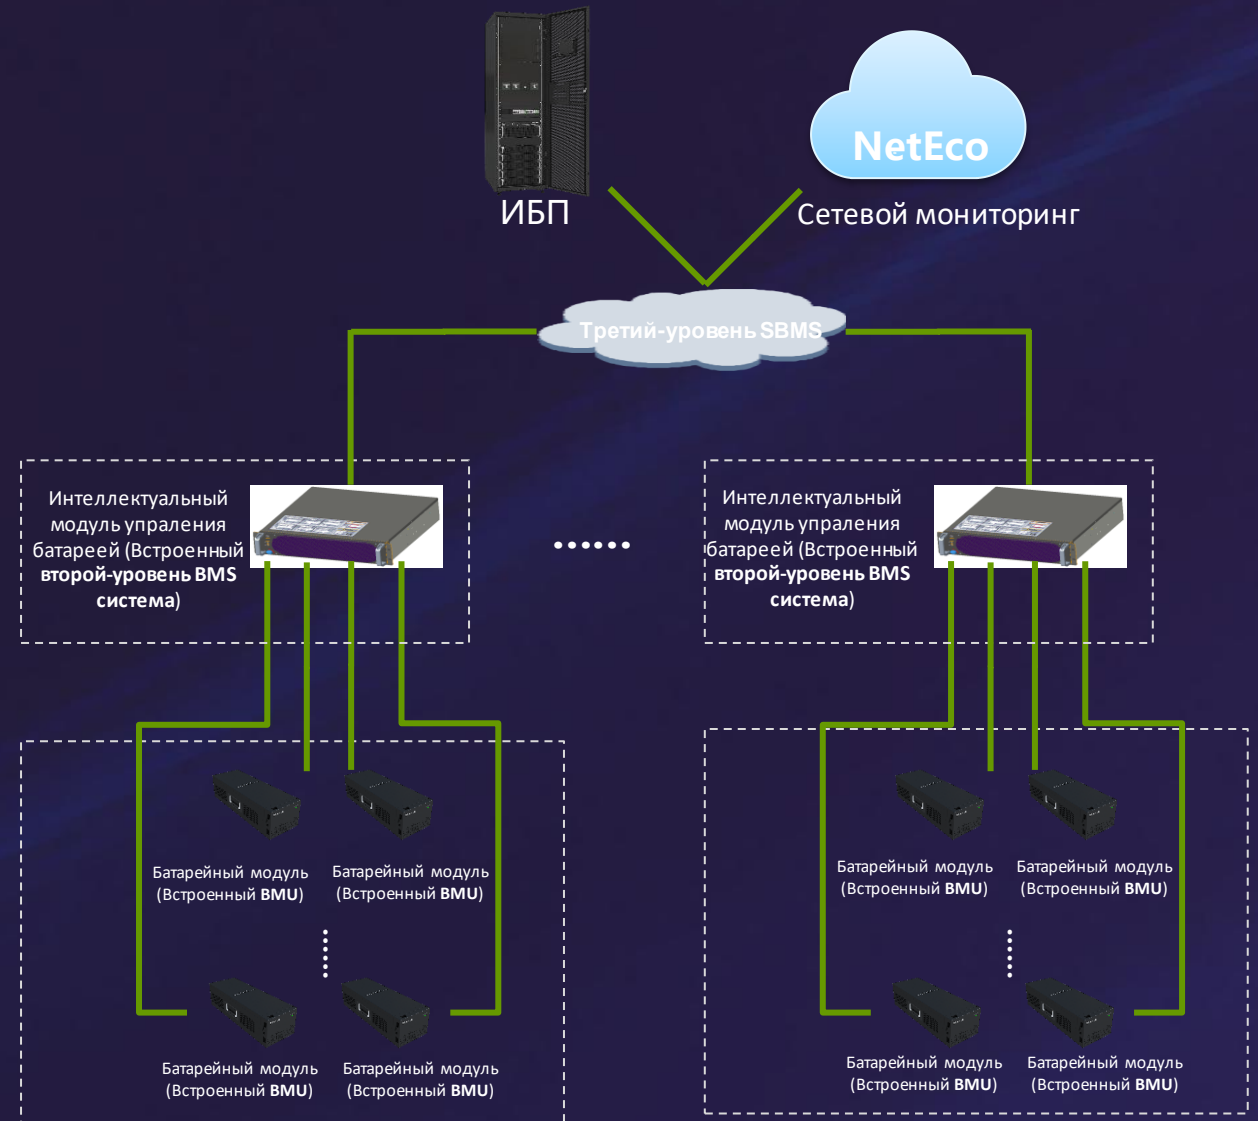 NetEco
ИБП
Сетевой мониторинг
Третий-уровень SBMS
Интеллектуальный
модуль упраления
батареей (Встроенный
второй-уровень BMS
система)
......
Интеллектуальный
модуль упраления
батареей (Встроенный
второй-уровень BMS
система)
Батарейный модуль
(Встроенный BMU)
Батарейный модуль
(Встроенный BMU)
Батарейный модуль
(Встроенный BMU)
Батарейный модуль
(Встроенный BMU)
......
......
Батарейный модуль
(Встроенный BMU)
Батарейный модуль
(Встроенный BMU)
Батарейный модуль
(Встроенный BMU)
Батарейный модуль
(Встроенный BMU)